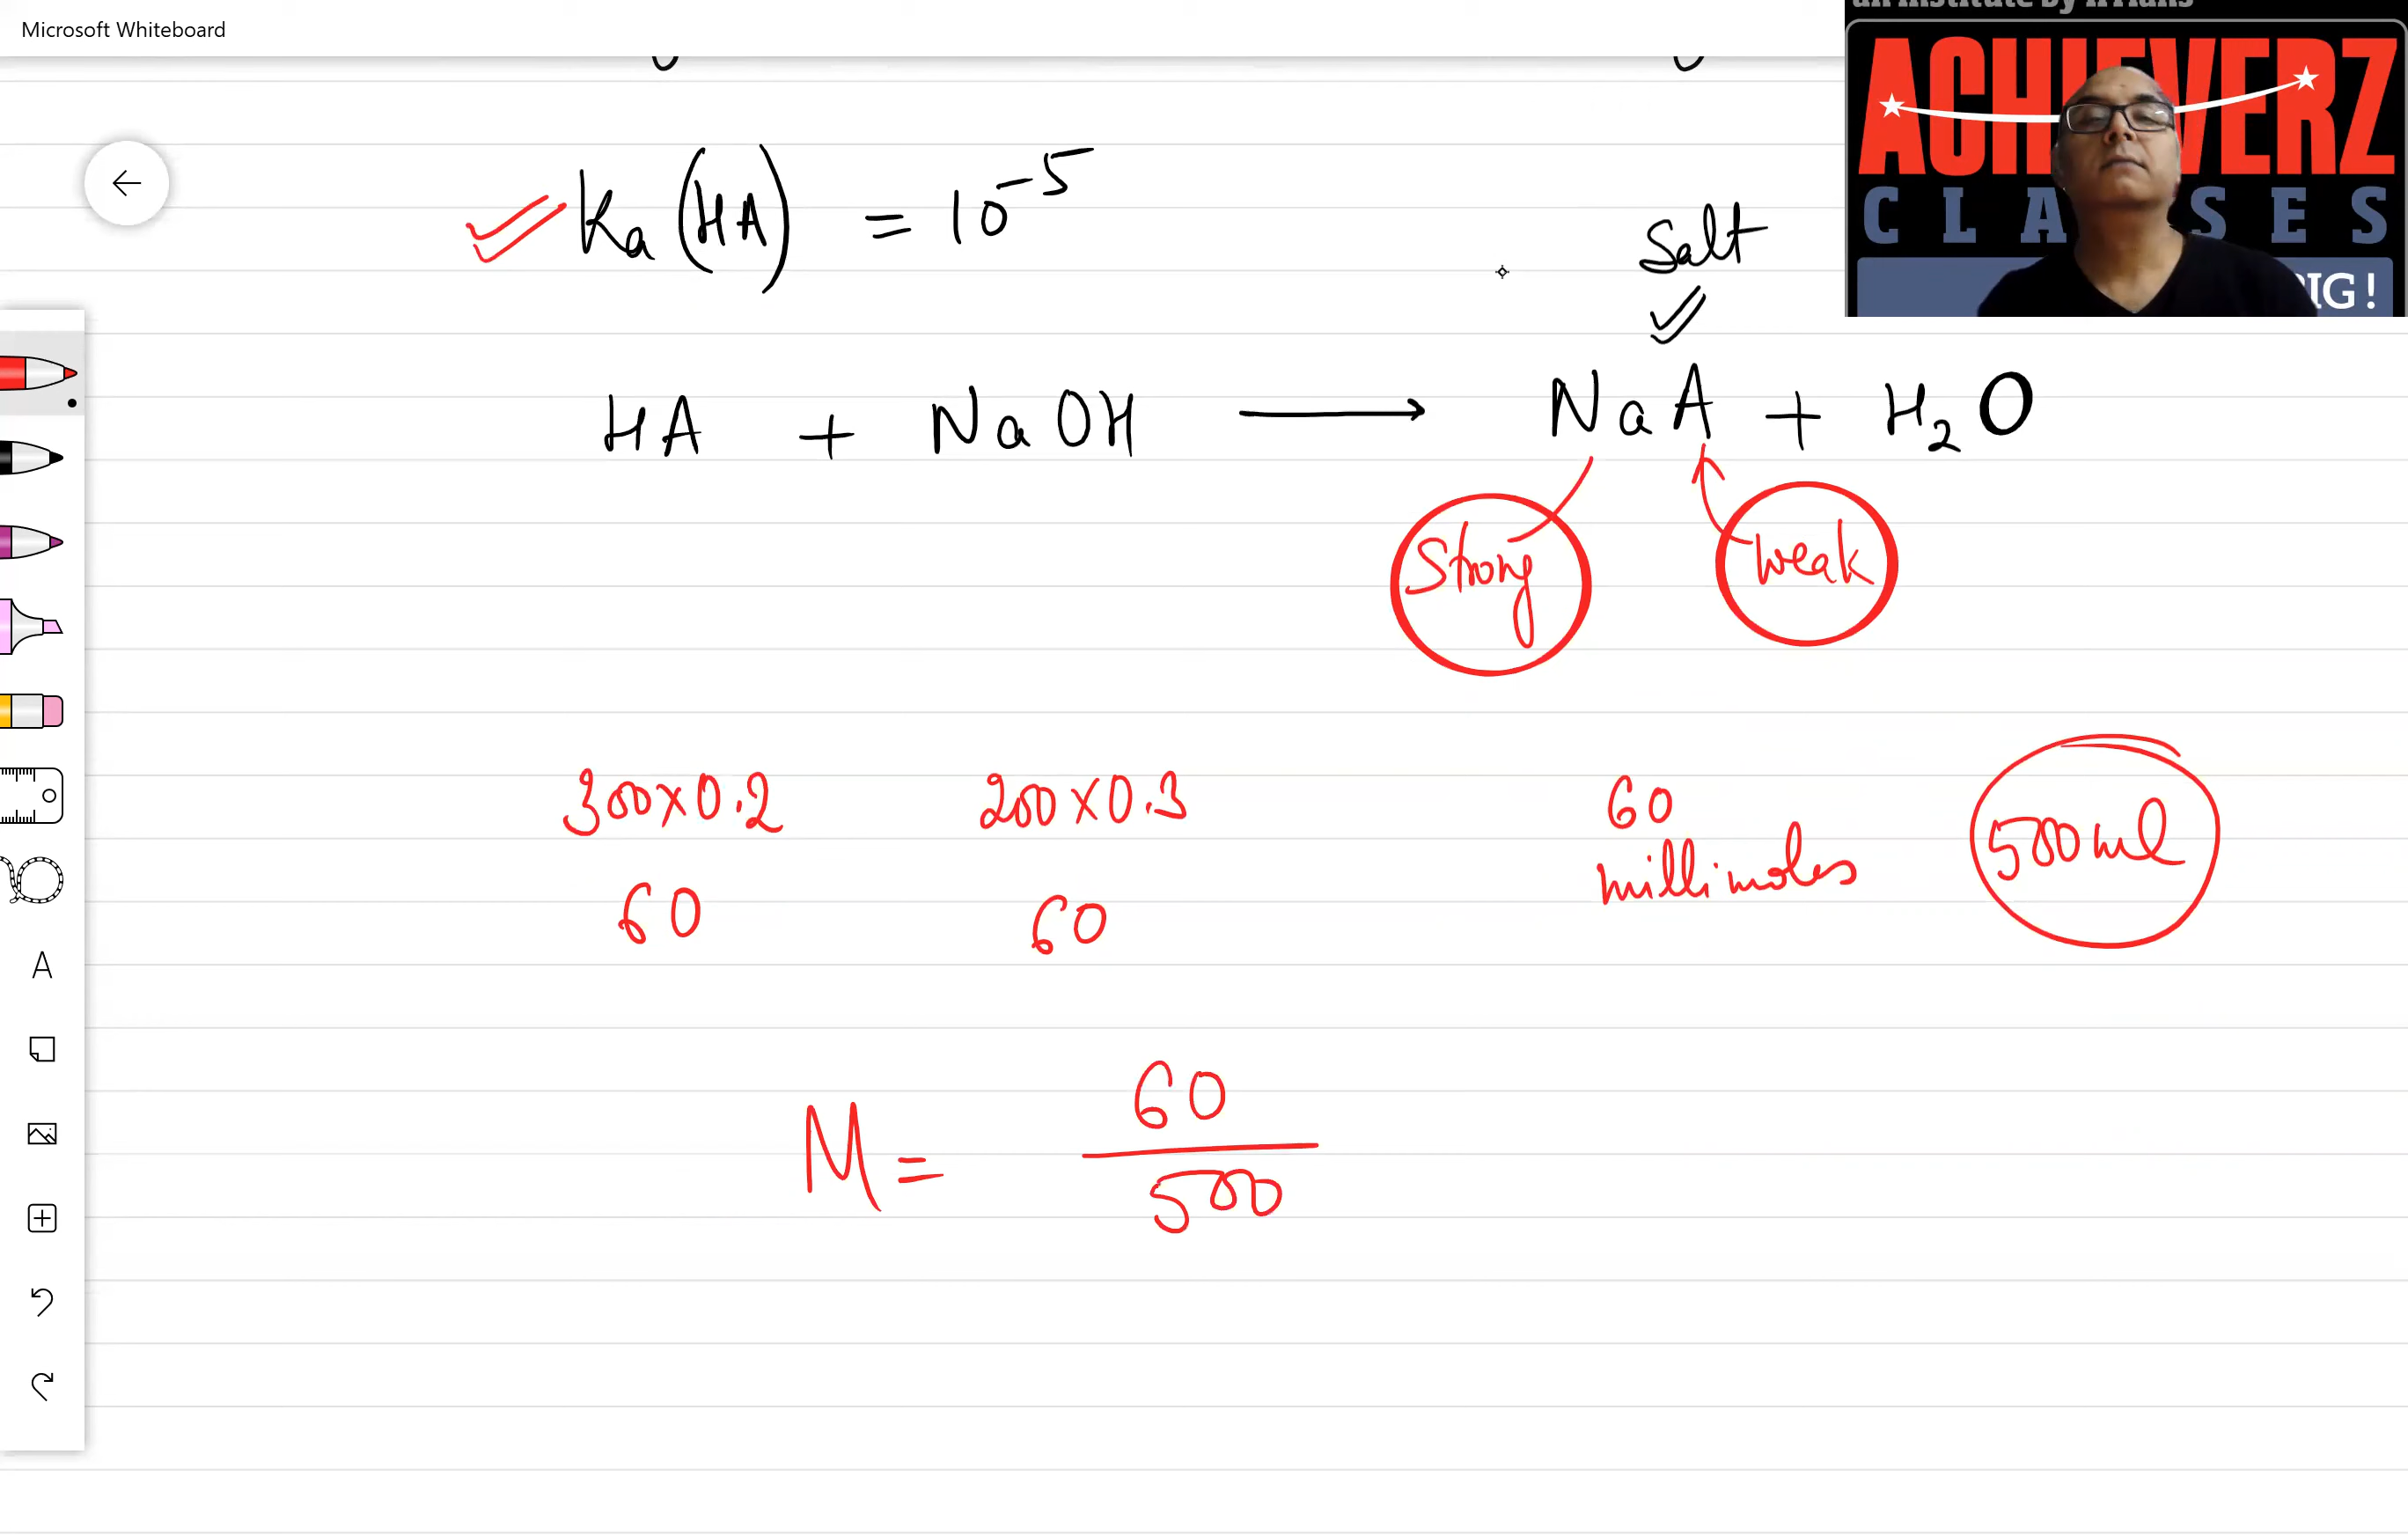 Microsoft Whiteboard
ACHIEVERZ
CLASSES
BIG!
Ka (HA) = 10⁻⁵
Salt
HA + NaOH → NaA + H₂O
Strong
weak
300×0.2 200×0.3 60
millimoles
500 ml
60 60
M = 60/500
A